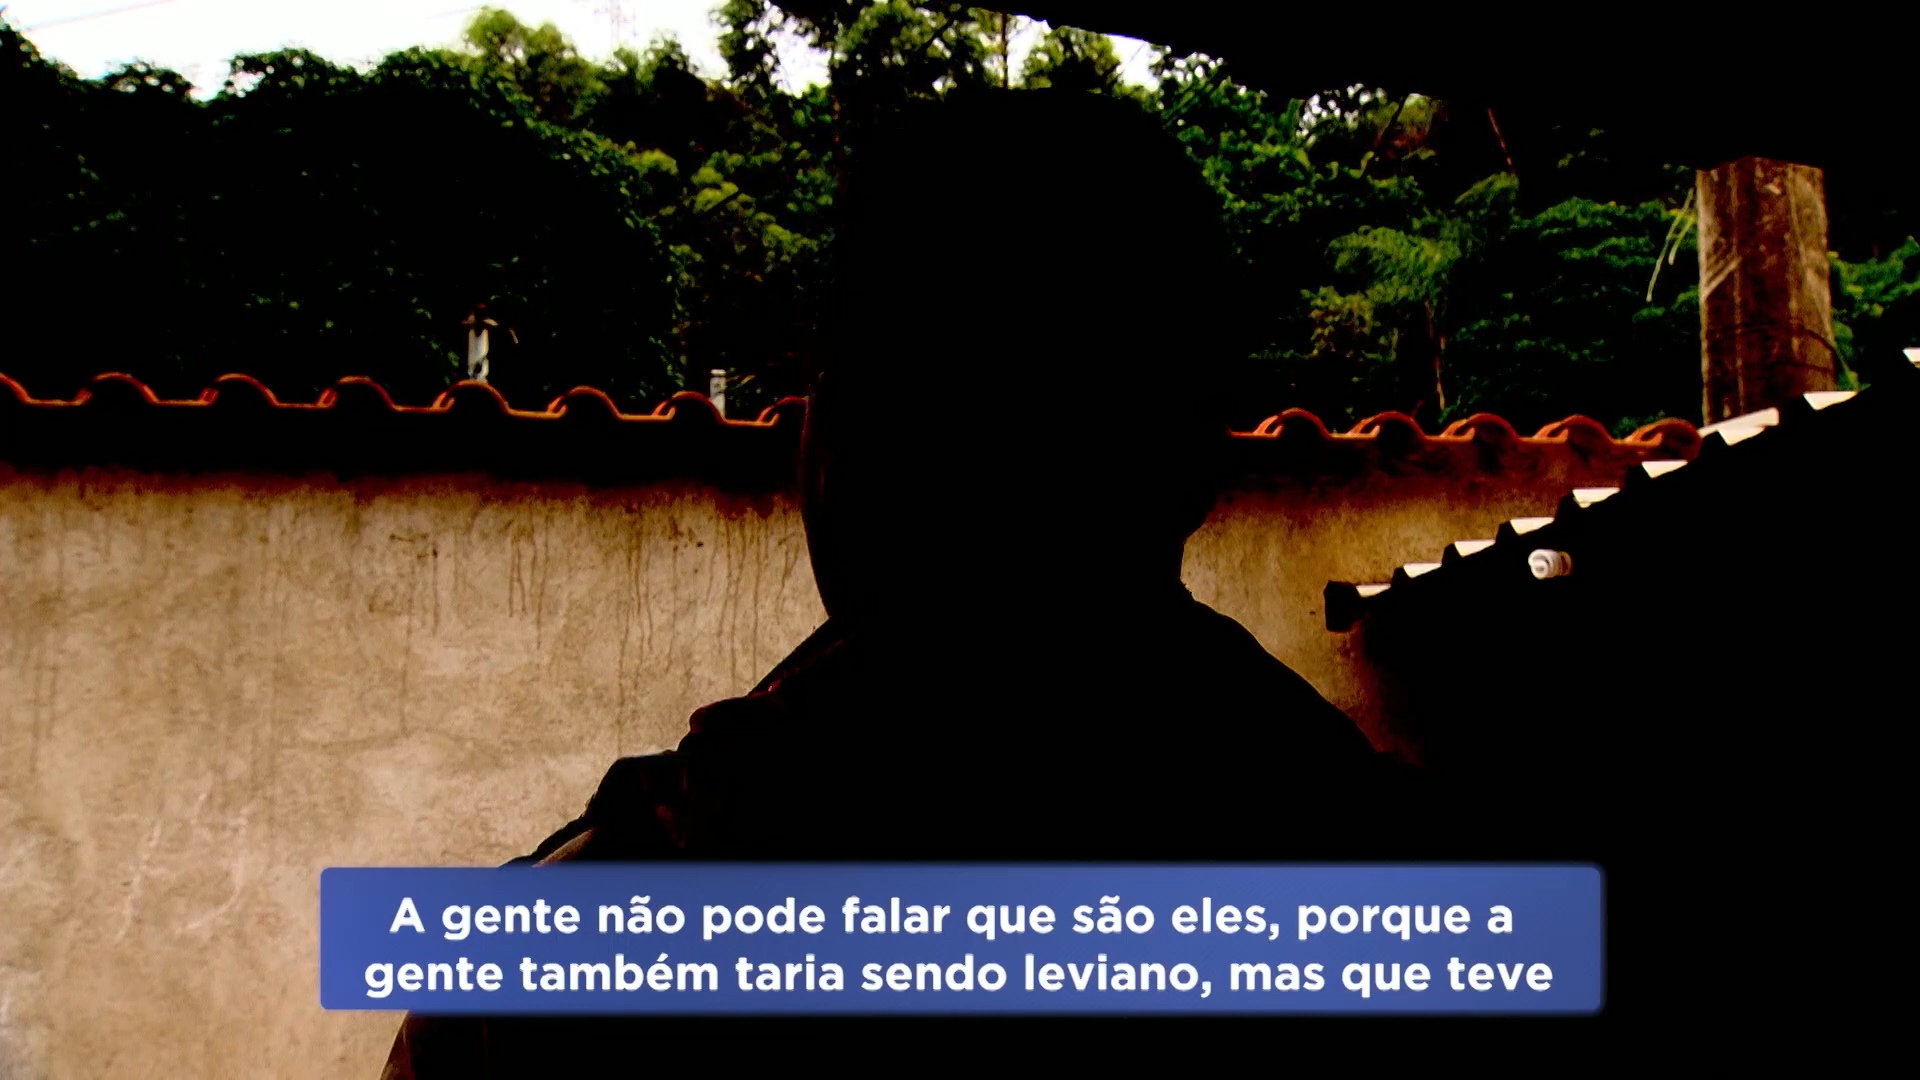 A gente não pode falar que são eles, porque a
gente também taria sendo leviano, mas que teve